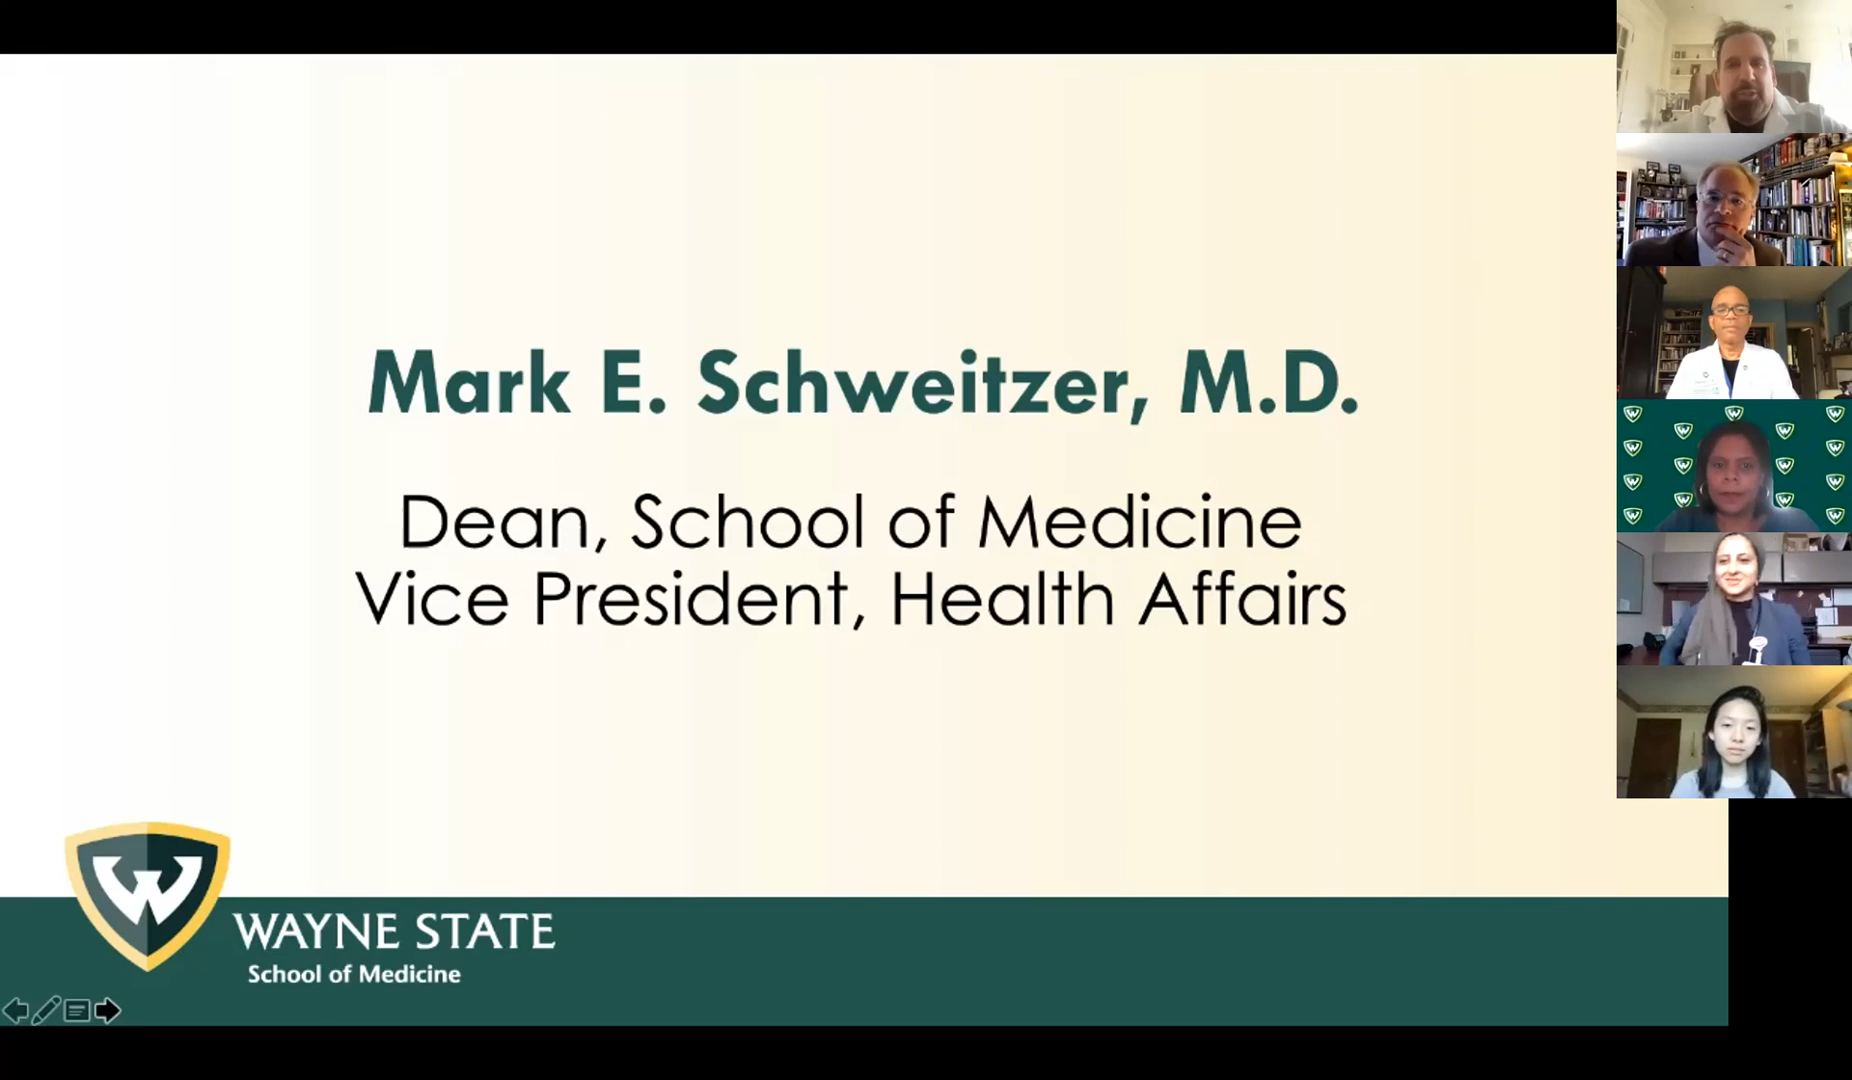 Mark E. Schweitzer, M.D.
Dean, School of Medicine
Vice President, Health Affairs
W
WAYNE STATE
School of Medicine